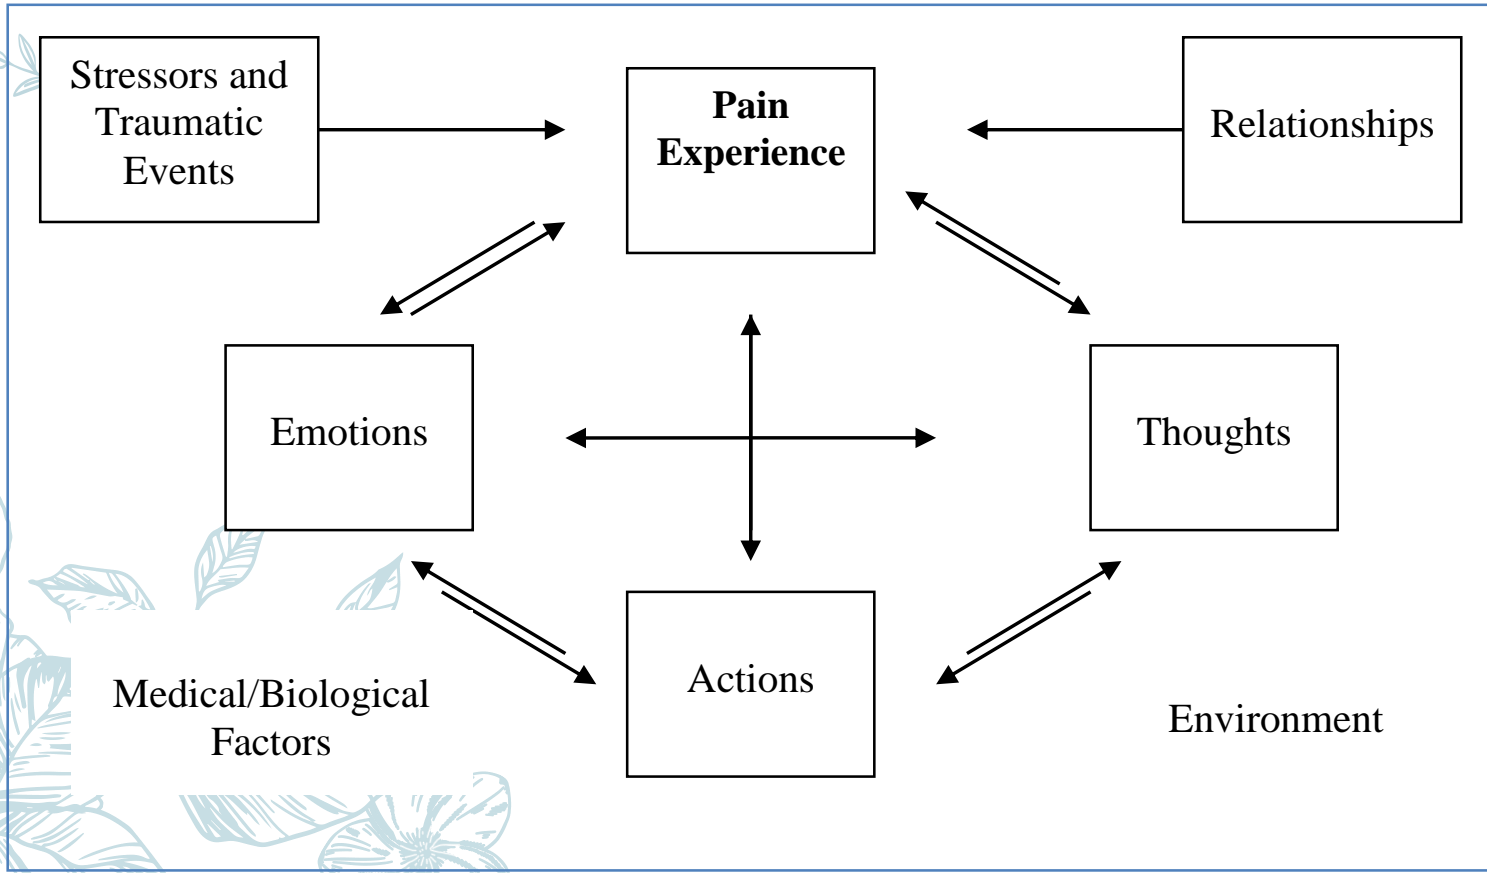 Stressors and
Traumatic
Events
Pain
Experience
Relationships
Emotions
Thoughts
Actions
Medical/Biological
Factors
Environment